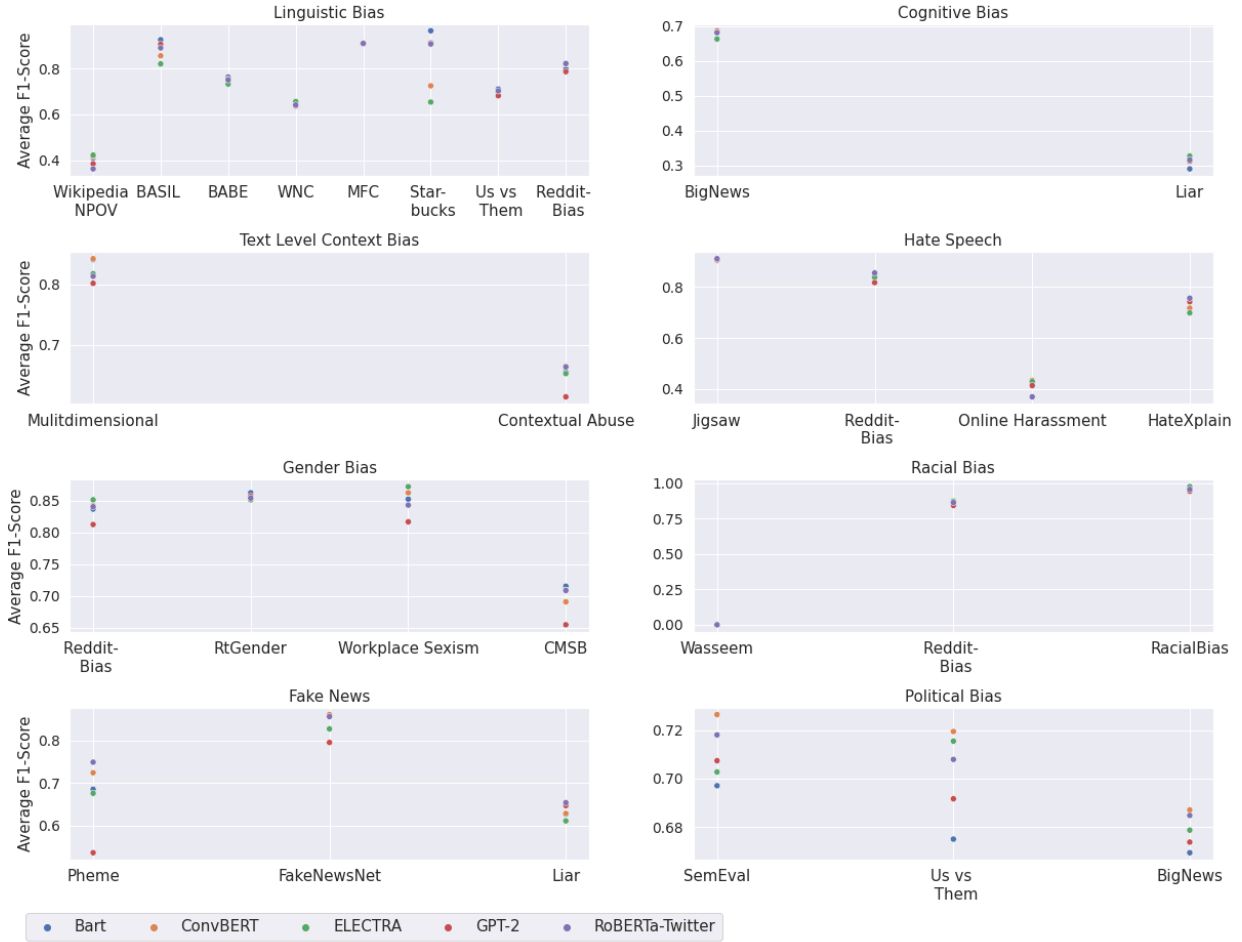 Linguistic Bias
Cognitive Bias
Average F1-Score
0.8
0.6
0.4
Wikipedia NPOV
BASIL
BABE
WNC
MFC
Star-
bucks
Us vs
Them
Reddit-
Bias
0.7
0.6
0.5
0.4
0.3
BigNews
Liar
Text Level Context Bias
Hate Speech
Average F1-Score
0.8
0.7
Mulitdimensional
Contextual Abuse
0.8
0.6
0.4
Jigsaw
Reddit-
Bias
Online Harassment
HateXplain
Gender Bias
Racial Bias
Average F1-Score
0.85
0.80
0.75
0.70
0.65
Reddit-
Bias
RtGender
Workplace Sexism
CMSB
1.00
0.75
0.50
0.25
0.00
Wasseem
Reddit-
Bias
RacialBias
Fake News
Political Bias
Average F1-Score
0.8
0.7
0.6
Pheme
FakeNewsNet
Liar
0.72
0.70
0.68
SemEval
Us vs
Them
BigNews
Bart
ConvBERT
ELECTRA
GPT-2
RoBERTa-Twitter